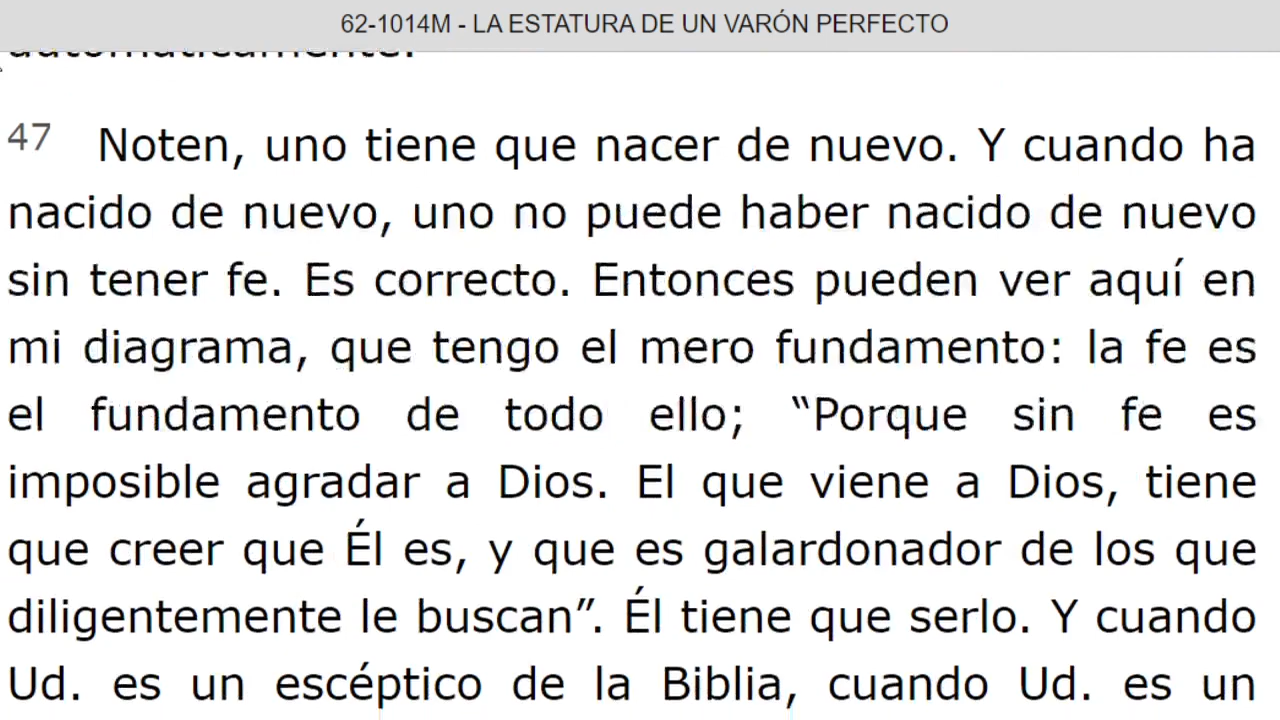 62-1014M - LA ESTATURA DE UN VARÓN PERFECTO
automáticamente.
47 Noten, uno tiene que nacer de nuevo. Y cuando ha
nacido de nuevo, uno no puede haber nacido de nuevo
sin tener fe. Es correcto. Entonces pueden ver aquí en
mi diagrama, que tengo el mero fundamento: la fe es
el fundamento de todo ello; “Porque sin fe es
imposible agradar a Dios. El que viene a Dios, tiene
que creer que Él es, y que es galardonador de los que
diligentemente le buscan”. Él tiene que serlo. Y cuando
Ud. es un escéptico de la Biblia, cuando Ud. es un